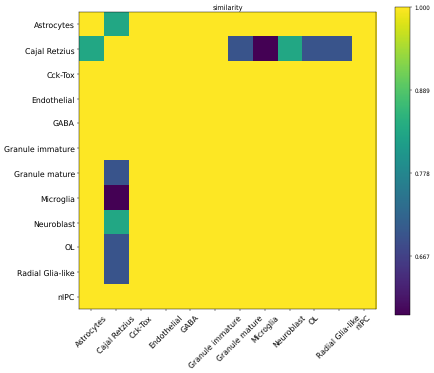 similarity
Astrocytes
Cajal Retzius
Cck-Tox
Endothelial
GABA
Granule immature
Granule mature
Microglia
Neuroblast
OL
Radial Glia-like
nIPC
Astrocytes
Cajal Retzius
Cck-Tox
Endothelial
GABA
Granule immature
Granule mature
Microglia
Neuroblast
OL
Radial Glia-like
nIPC
1.000
0.889
0.778
0.667